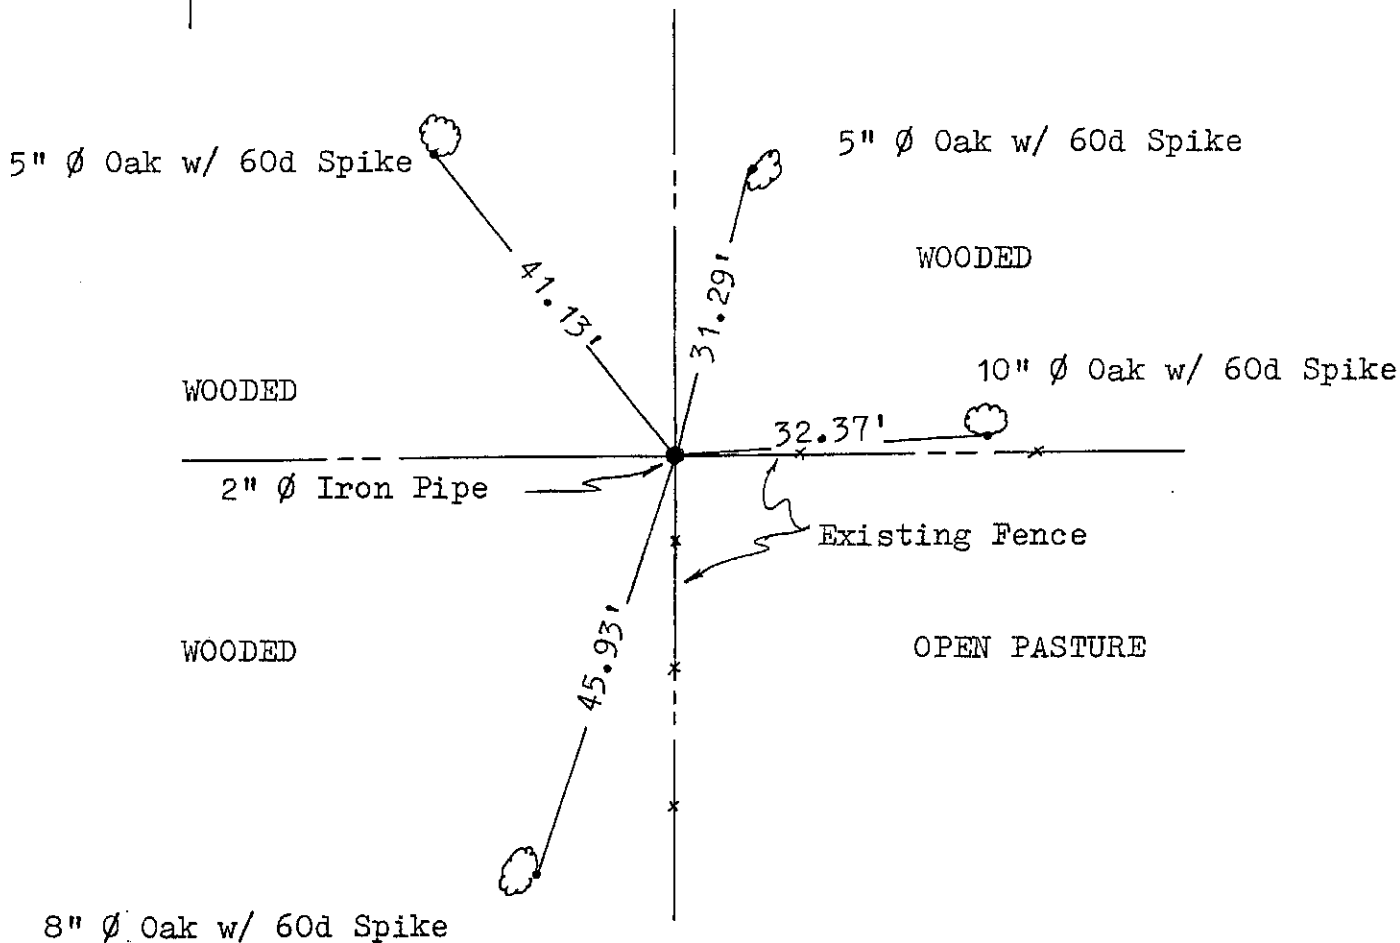 5" Ø Oak w/ 60d Spike
5" Ø Oak w/ 60d Spike
WOODED
41.13'
31.29'
10" Ø Oak w/ 60d Spike
WOODED
32.37'
2" Ø Iron Pipe
Existing Fence
WOODED
45.93'
OPEN PASTURE
8" Ø Oak w/ 60d Spike